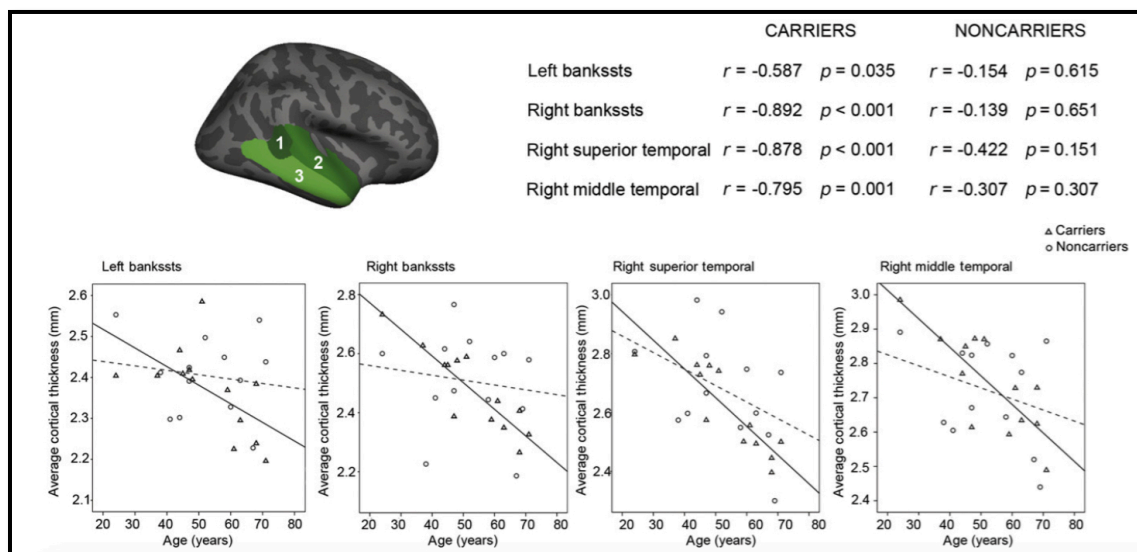 CARRIERS NONCARRIERS
Left bankssts r = -0.587 p = 0.035 r = -0.154 p = 0.615
Right bankssts r = -0.892 p < 0.001 r = -0.139 p = 0.651
Right superior temporal r = -0.878 p < 0.001 r = -0.422 p = 0.151
Right middle temporal r = -0.795 p = 0.001 r = -0.307 p = 0.307
1
2
3
Carriers
Noncarriers
Left bankssts
Average cortical thickness (mm)
2.6
2.5
2.4
2.3
2.2
2.1
20 30 40 50 60 70 80
Age (years)
Right bankssts
Average cortical thickness (mm)
2.8
2.6
2.4
2.2
20 30 40 50 60 70 80
Age (years)
Right superior temporal
Average cortical thickness (mm)
3.0
2.8
2.6
2.4
20 30 40 50 60 70 80
Age (years)
Right middle temporal
Average cortical thickness (mm)
3.0
2.9
2.8
2.7
2.6
2.5
2.4
20 30 40 50 60 70 80
Age (years)